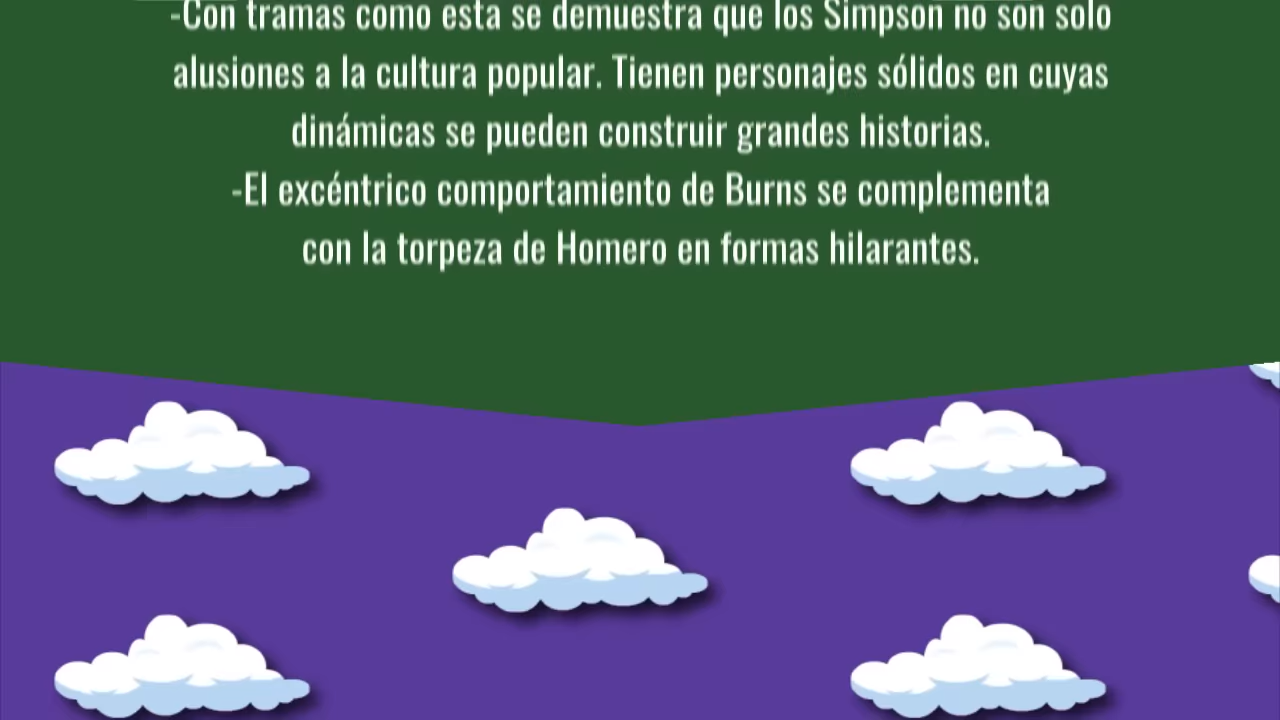 -Con tramas como esta se demuestra que los Simpson no son solo
alusiones a la cultura popular. Tienen personajes sólidos en cuyas
dinámicas se pueden construir grandes historias.
-El excéntrico comportamiento de Burns se complementa
con la torpeza de Homero en formas hilarantes.